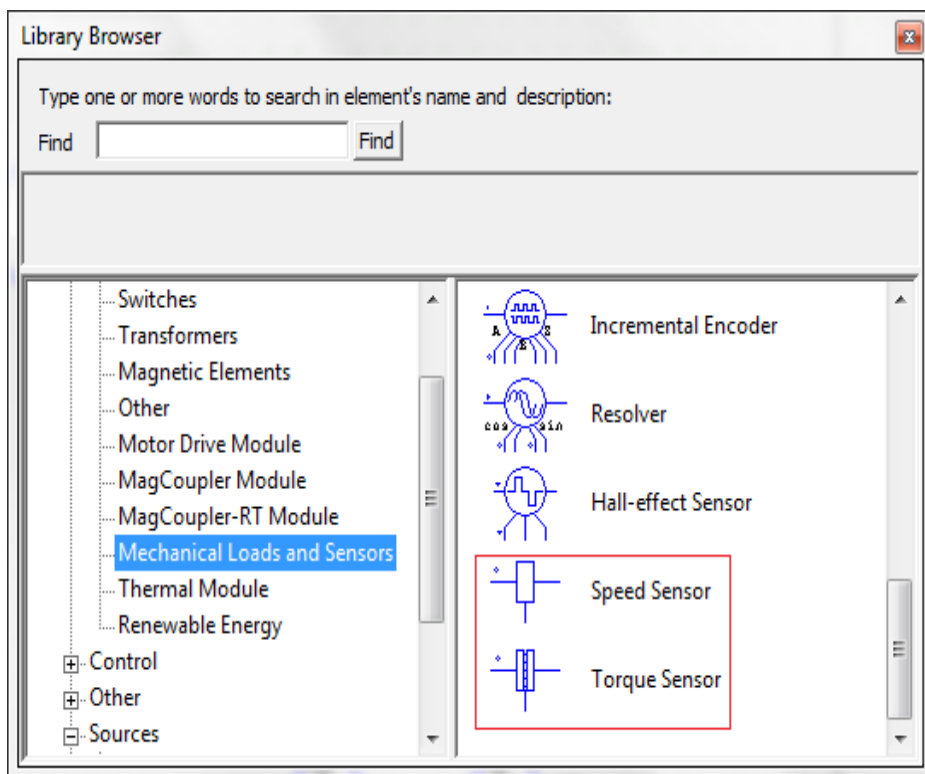 Library Browser
x
Type one or more words to search in element's name and description:
Find
Find
Switches
Transformers
Magnetic Elements
Other
Motor Drive Module
MagCoupler Module
MagCoupler-RT Module
Mechanical Loads and Sensors
Thermal Module
Renewable Energy
Control
Other
Sources
A B Z
Incremental Encoder
cos sin
Resolver
Hall-effect Sensor
Speed Sensor
Torque Sensor